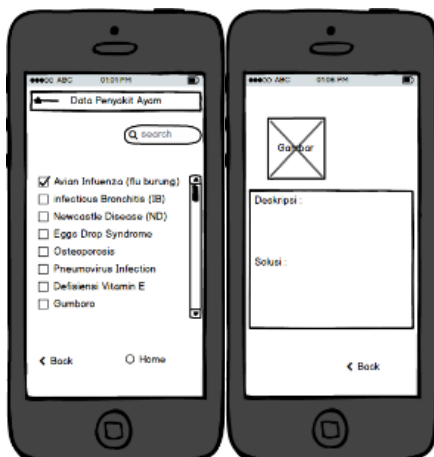 ABC 01:01 PM
Data Penyakit Ayam
search
Avian Infuenza (flu burung)
infectious Bronchitis (IB)
Newcastle Disease (ND)
Eggs Drop Syndrome
Osteoporosis
Pneumovirus Infection
Defisiensi Vitamin E
Gumboro
Back Home
ABC 01:06 PM
Gambar
Deskripsi :
Solusi :
Back